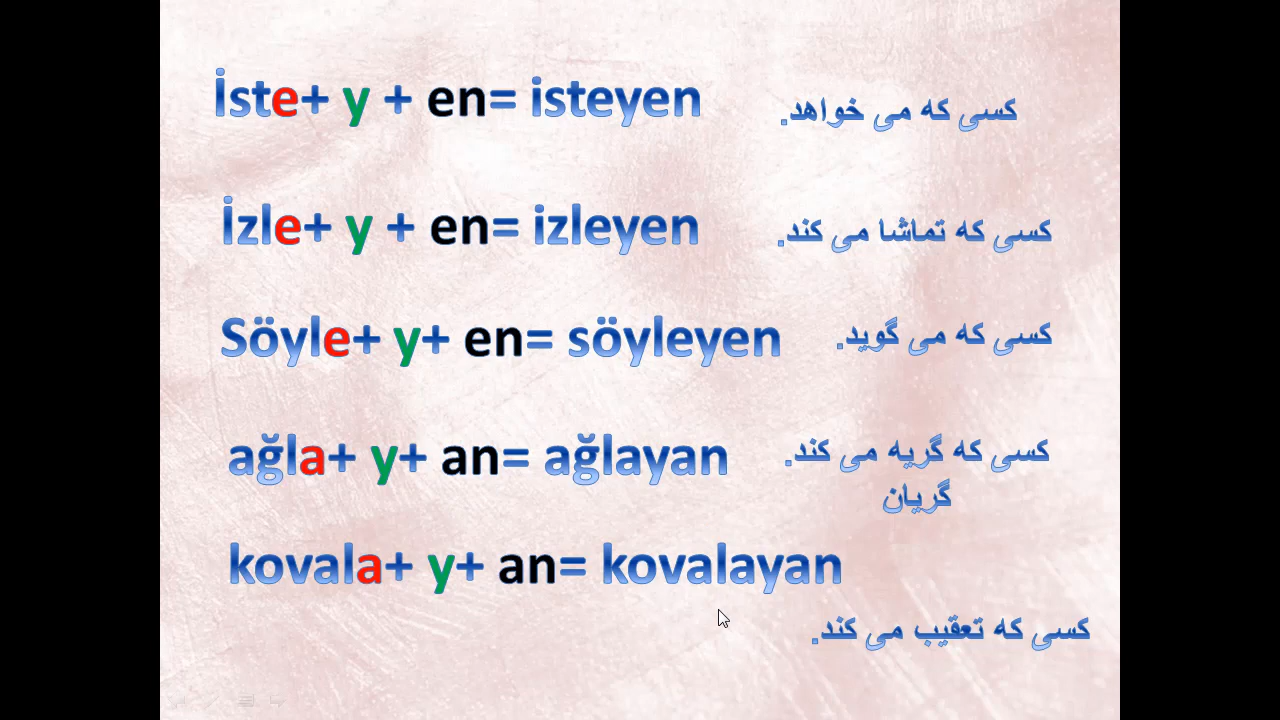 İste+ y + en= isteyen
کسی که می خواهد.
İzle+ y + en= izleyen
کسی که تماشا می کند.
Söyle+ y+ en= söyleyen
کسی که می گوید.
ağla+ y+ an= ağlayan
کسی که گریه می کند.
گریان
kovala+ y+ an= kovalayan
کسی که تعقیب می کند.